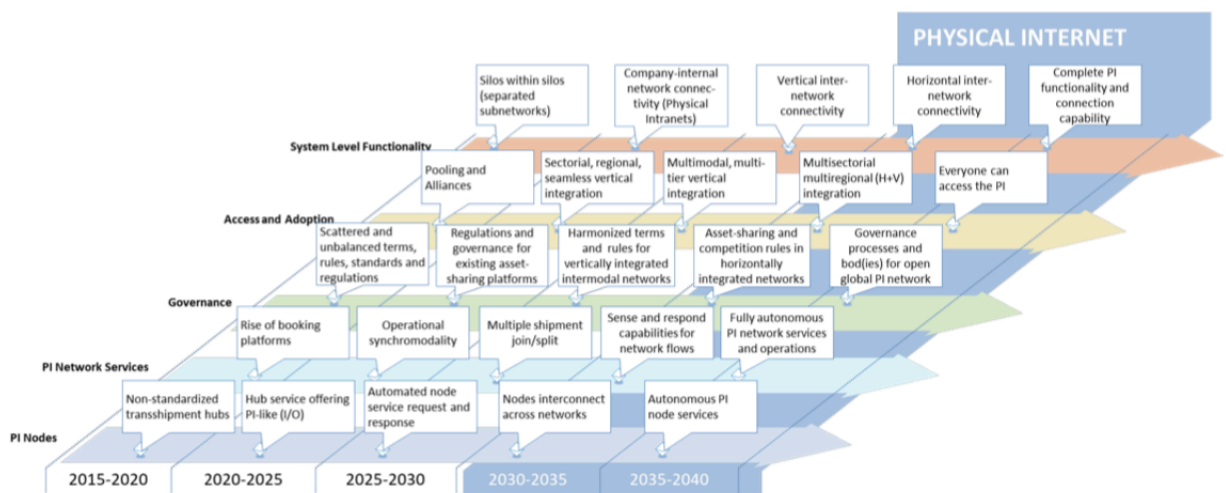 PHYSICAL INTERNET
Silos within silos
(separated
subnetworks)
Company-internal
network connec-
tivity (Physical
Intranets)
Vertical inter-
network
connectivity
Horizontal inter-
network
connectivity
Complete PI
functionality and
connection
capability
System Level Functionality
Pooling and
Alliances
Sectorial, regional,
seamless vertical
integration
Multimodal, multi-
tier vertical
integration
Multisectorial
multiregional (H+V)
integration
Everyone can
access the PI
Access and Adoption
Scattered and
unbalanced terms,
rules, standards and
regulations
Regulations and
governance for
existing asset-
sharing platforms
Harmonized terms
and rules for
vertically integrated
intermodal networks
Asset-sharing and
competition rules in
horizontally
integrated networks
Governance
processes and
bod(ies) for open
global PI network
Governance
Rise of booking
platforms
Operational
synchromodality
Multiple shipment
join/split
Sense and respond
capabilities for
network flows
Fully autonomous
PI network services
and operations
PI Network Services
Non-standardized
transshipment hubs
Hub service offering
PI-like (I/O)
Automated node
service request and
response
Nodes interconnect
across networks
Autonomous PI
node services
PI Nodes
2015-2020
2020-2025
2025-2030
2030-2035
2035-2040